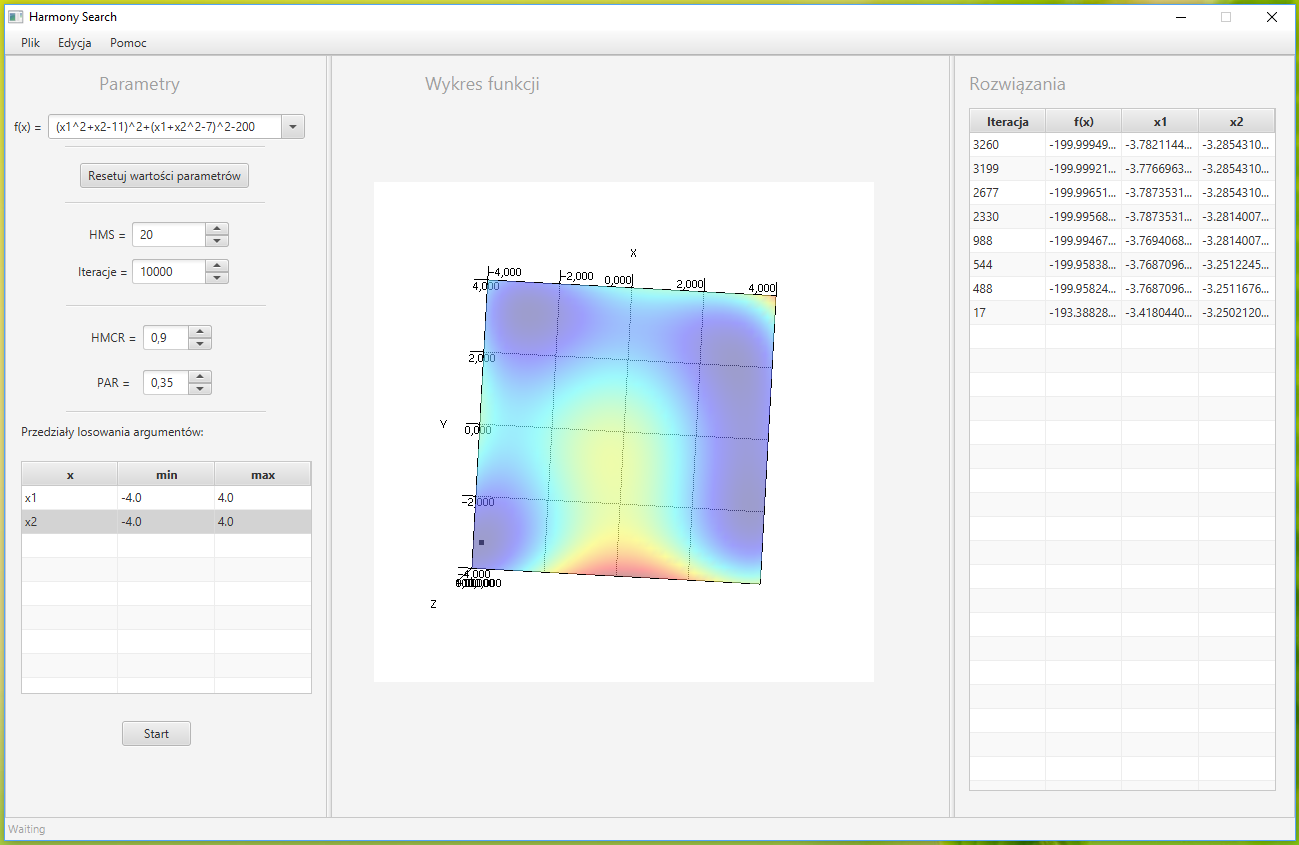 Harmony Search
Plik Edycja Pomoc
Parametry
f(x) = (x1^2+x2-11)^2+(x1+x2^2-7)^2-200
Resetuj wartości parametrów
HMS = 20
Iteracje = 10000
HMCR = 0,9
PAR = 0,35
Przedziały losowania argumentów:
x min max
x1 -4.0 4.0
x2 -4.0 4.0
Start
Wykres funkcji
X
-4,000 -2,000 0,000 2,000 4,000
4,000
2,000
Y
0,000
-2,000
-4,000
Z
Rozwiązania
Iteracja f(x) x1 x2
3260 -199.99949... -3.7821144... -3.2854310...
3199 -199.99921... -3.7766963... -3.2854310...
2677 -199.99651... -3.7873531... -3.2854310...
2330 -199.99568... -3.7873531... -3.2814007...
988 -199.99467... -3.7694068... -3.2814007...
544 -199.95838... -3.7687096... -3.2512245...
488 -199.95824... -3.7687096... -3.2511676...
17 -193.38828... -3.4180440... -3.2502120...
Waiting